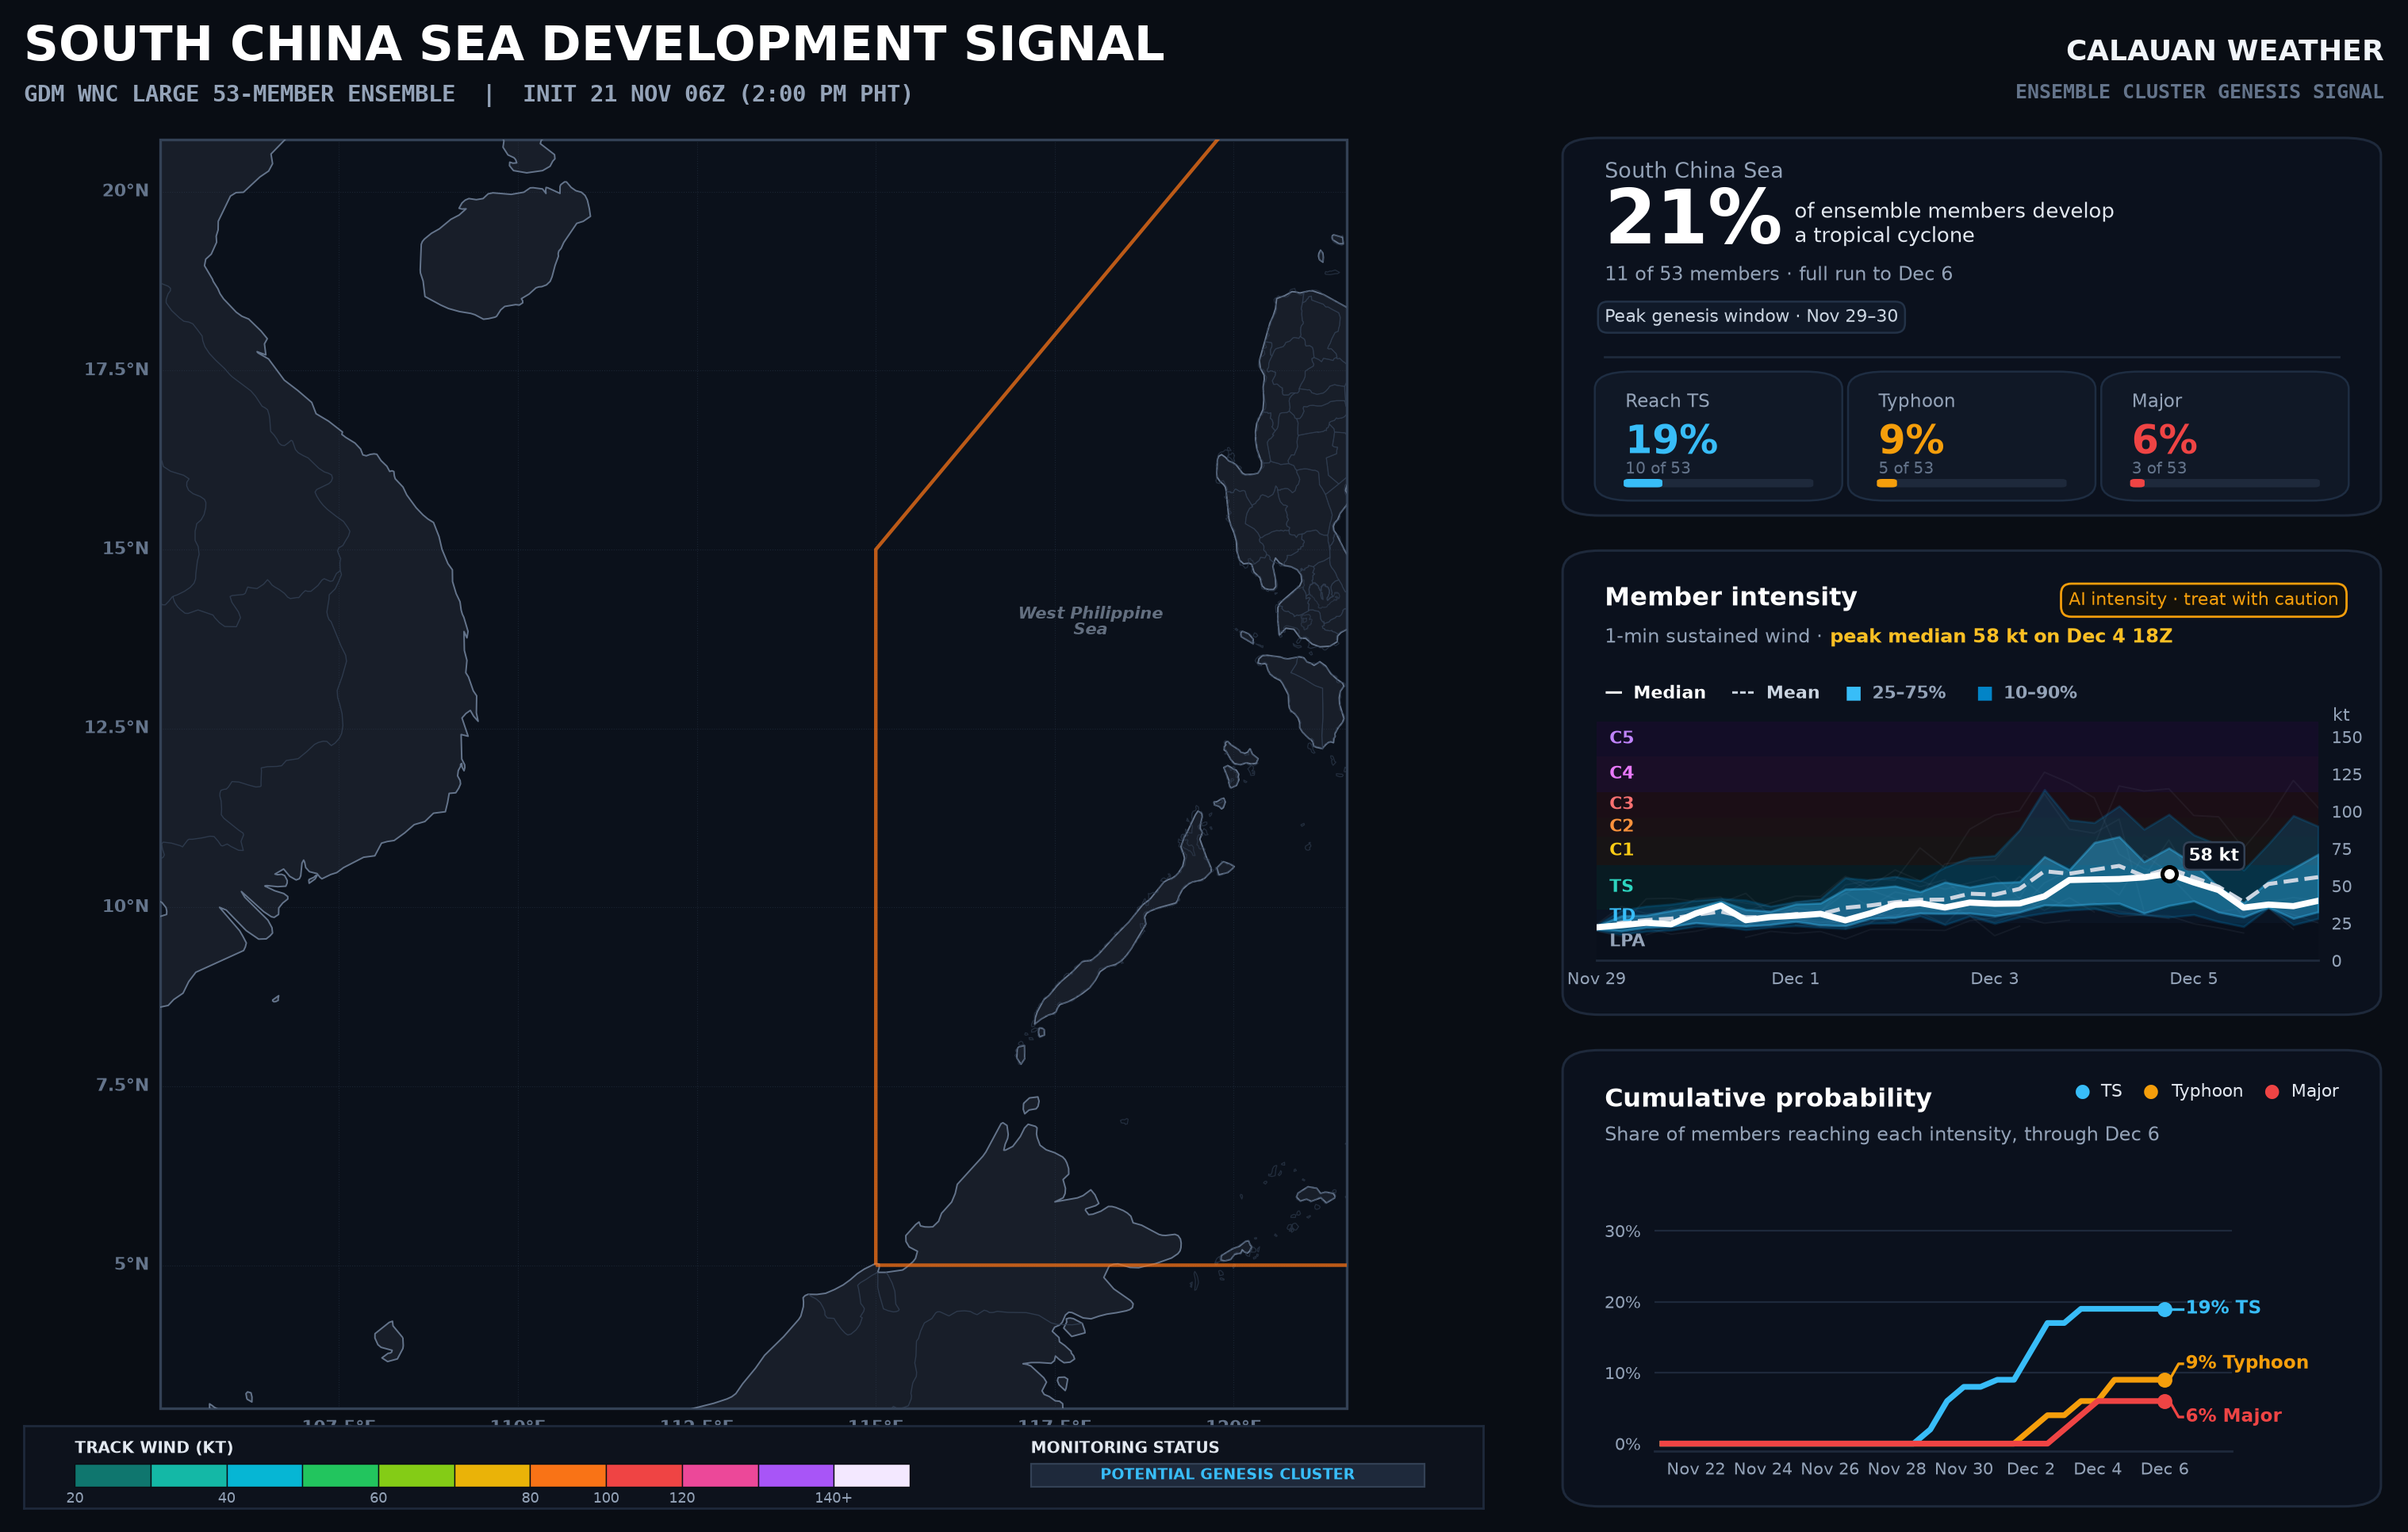 SOUTH CHINA SEA DEVELOPMENT SIGNAL
GDM WNC LARGE 53-MEMBER ENSEMBLE | INIT 21 NOV 06Z (2:00 PM PHT)
CALAUAN WEATHER
ENSEMBLE CLUSTER GENESIS SIGNAL
20°N
17.5°N
15°N
12.5°N
10°N
7.5°N
5°N
West Philippine
Sea
107.5°E 110°E 112.5°E 115°E 117.5°E 120°E
TRACK WIND (KT)
20 40 60 80 100 120 140+
MONITORING STATUS
POTENTIAL GENESIS CLUSTER
South China Sea
21% of ensemble members develop
a tropical cyclone
11 of 53 members · full run to Dec 6
Peak genesis window · Nov 29–30
Reach TS
19%
10 of 53
Typhoon
9%
5 of 53
Major
6%
3 of 53
Member intensity
AI intensity · treat with caution
1-min sustained wind · peak median 58 kt on Dec 4 18Z
Median Mean 25–75% 10–90%
kt
C5
C4
C3
C2
C1
TS
TD
LPA
150
125
100
75
50
25
0
58 kt
Nov 29 Dec 1 Dec 3 Dec 5
Cumulative probability
TS Typhoon Major
Share of members reaching each intensity, through Dec 6
30%
20%
10%
0%
19% TS
9% Typhoon
6% Major
Nov 22 Nov 24 Nov 26 Nov 28 Nov 30 Dec 2 Dec 4 Dec 6